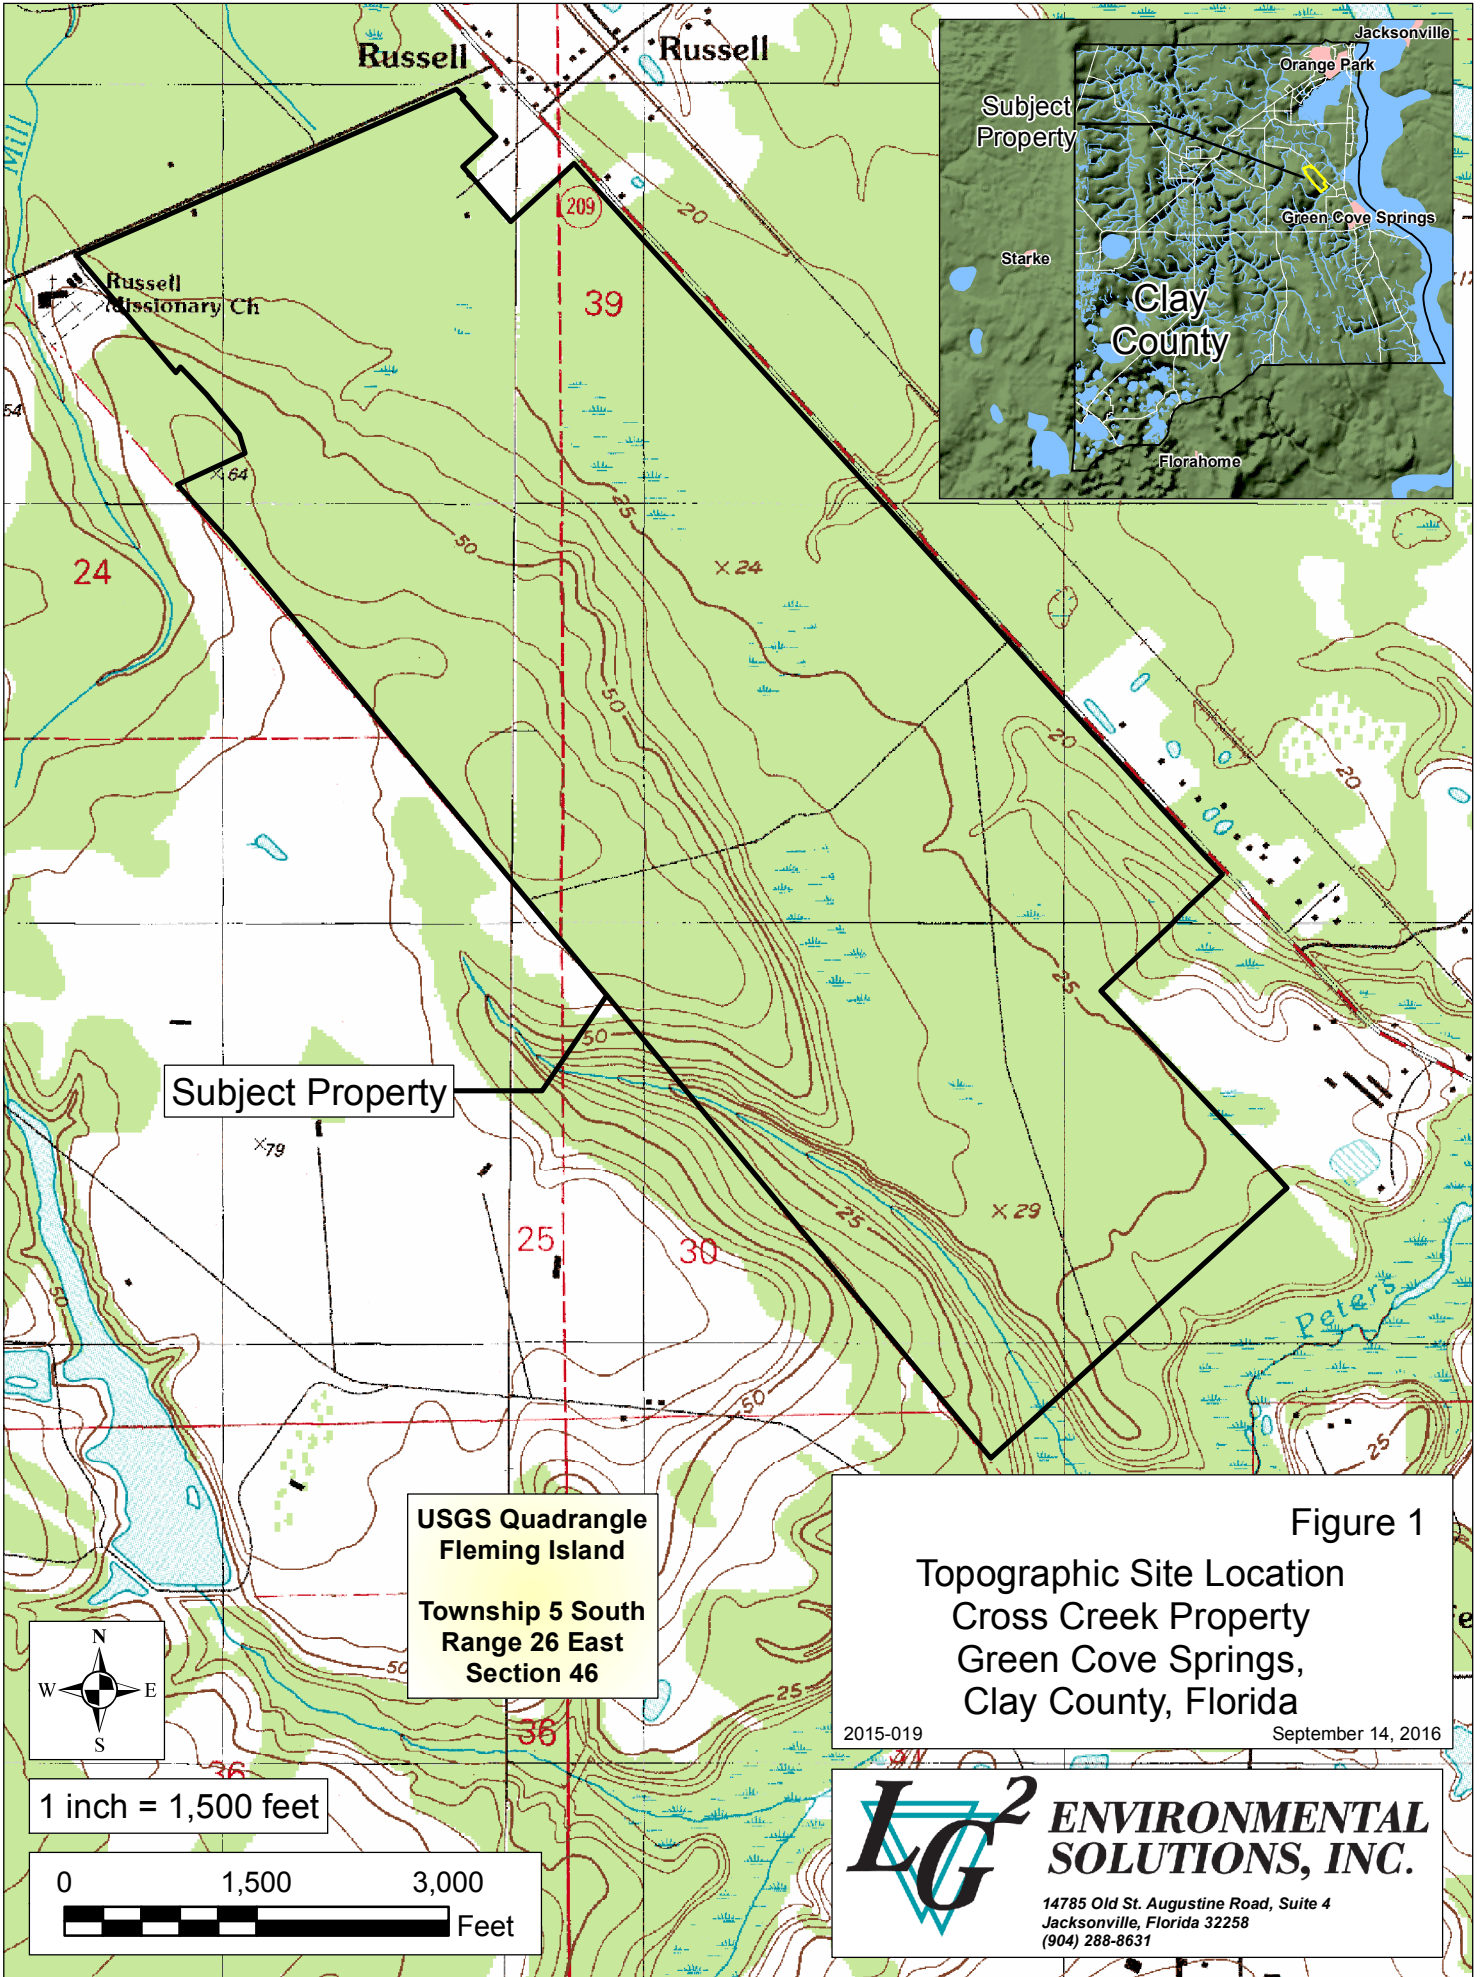 Russell
Russell
Mill
209
20
39
Russell
Missionary Ch
54
64
24
50
25
24
50
20
20
25
50
Subject Property
79
25
30
25
29
50
Peters
50
25
USGS Quadrangle
Fleming Island
Township 5 South
Range 26 East
Section 46
50
25
36
36
Jacksonville
Orange Park
Subject
Property
Green Cove Springs
Starke
Clay
County
Florahome
Figure 1
Topographic Site Location
Cross Creek Property
Green Cove Springs,
Clay County, Florida
2015-019
September 14, 2016
N
W
E
S
1 inch = 1,500 feet
0
1,500
3,000
Feet
LG2
ENVIRONMENTAL
SOLUTIONS, INC.
14785 Old St. Augustine Road, Suite 4
Jacksonville, Florida 32258
(904) 288-8631